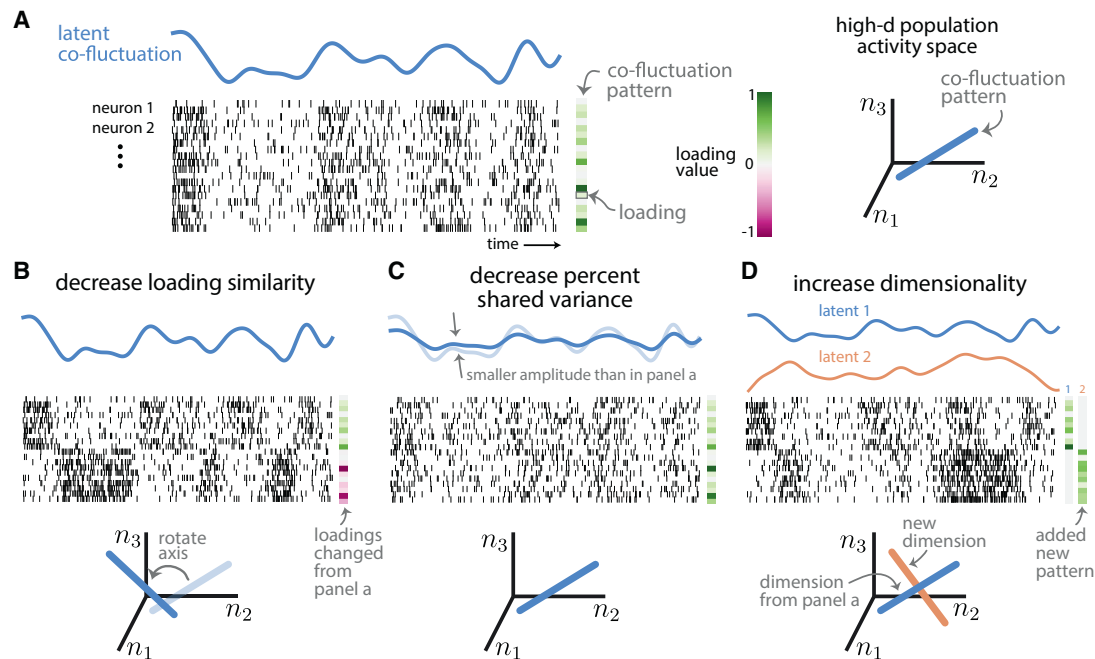 A
latent
co-fluctuation
neuron 1
neuron 2
time
co-fluctuation
pattern
loading
1
loading
value
0
-1
high-d population
activity space
co-fluctuation
pattern
n3
n2
n1
B
decrease loading similarity
loadings
changed
from
panel a
rotate
axis
n3
n2
n1
C
decrease percent
shared variance
smaller amplitude than in panel a
n3
n2
n1
D
increase dimensionality
latent 1
latent 2
1 2
new
dimension
dimension
from panel a
added
new
pattern
n3
n2
n1